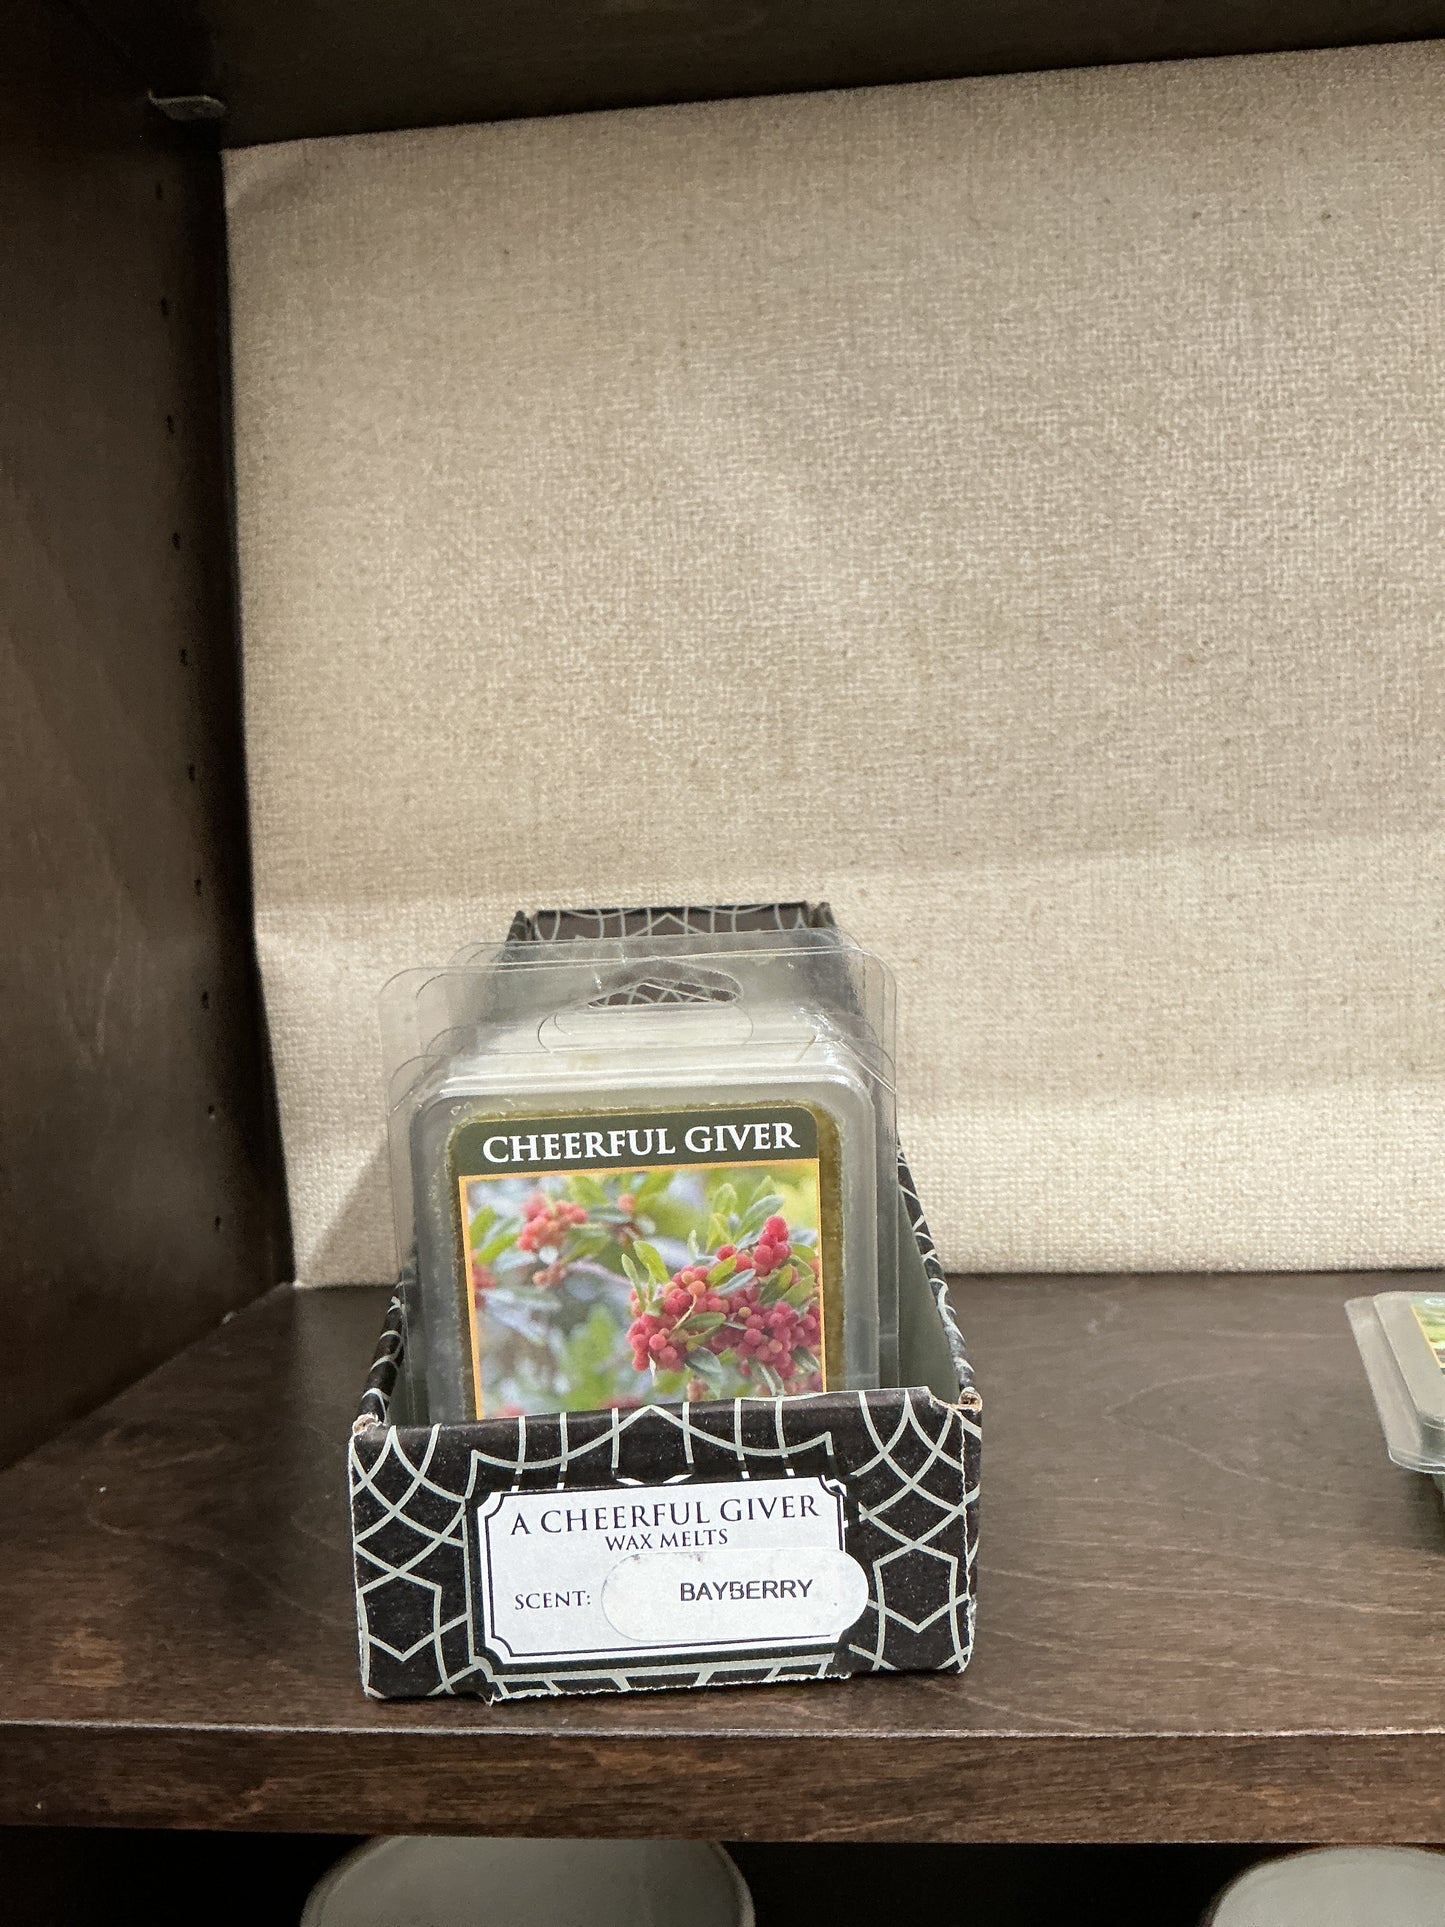 CHEERFUL GIVER
A CHEERFUL GIVER
WAX MELTS
SCENT: BAYBERRY